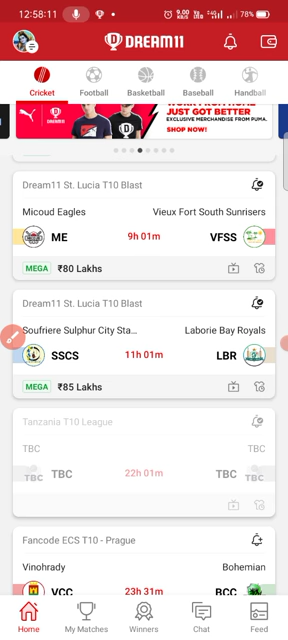 12:58:11 9.00 KB/S 78%
DREAM11
Cricket Football Basketball Baseball Handball
JUST GOT BETTER
EXCLUSIVE MERCHANDISE FROM PUMA.
SHOP NOW!
Dream11 St. Lucia T10 Blast
Micoud Eagles Vieux Fort South Sunrisers
ME 9h 01m VFSS
MEGA ₹80 Lakhs
Dream11 St. Lucia T10 Blast
Soufriere Sulphur City Sta... Laborie Bay Royals
SSCS 11h 01m LBR
MEGA ₹85 Lakhs
Tanzania T10 League
TBC TBC
TBC TBC 22h 01m TBC TBC
Fancode ECS T10 - Prague
Vinohrady Bohemian
VCC 23h 31m BCC
Home My Matches Winners Chat Feed